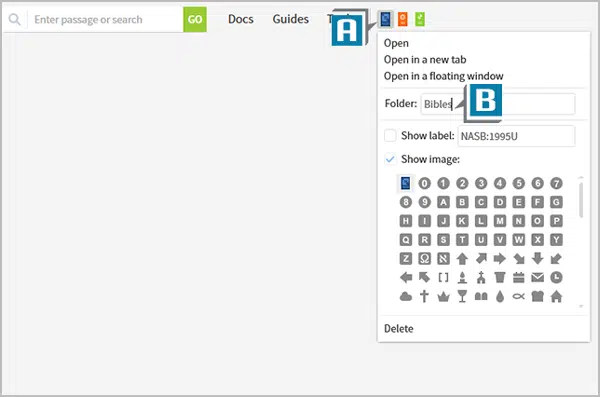 Enter passage or search GO Docs Guides
A
Open
Open in a new tab
Open in a floating window
Folder: Bibles
B
Show label: NASB:1995U
Show image:
0 1 2 3 4 5 6 7
8 9 A B C D E F G
H I J K L M N O P
Q R S T U V W X Y
Z Ω ℵ
[ ]
Delete